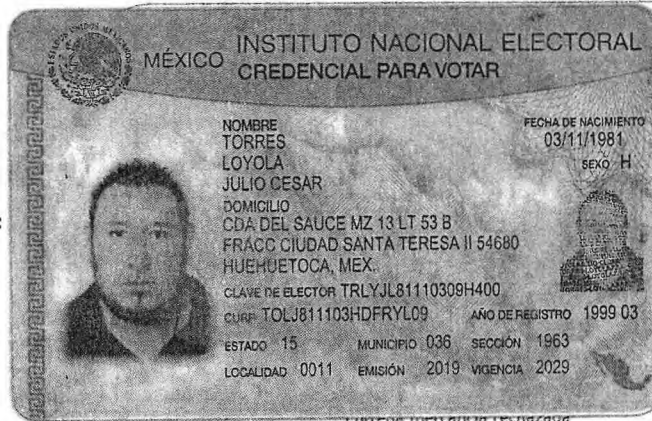 MÉXICO INSTITUTO NACIONAL ELECTORAL
CREDENCIAL PARA VOTAR
NOMBRE
TORRES
LOYOLA
JULIO CESAR
FECHA DE NACIMIENTO
03/11/1981
SEXO H
DOMICILIO
CDA DEL SAUCE MZ 13 LT 53 B
FRACC CIUDAD SANTA TERESA II 54680
HUEHUETOCA, MEX.
CLAVE DE ELECTOR TRLYJL81110309H400
CURP TOLJ811103HDFRYL09 AÑO DE REGISTRO 1999 03
ESTADO 15 MUNICIPIO 036 SECCIÓN 1963
LOCALIDAD 0011 EMISIÓN 2019 VIGENCIA 2029